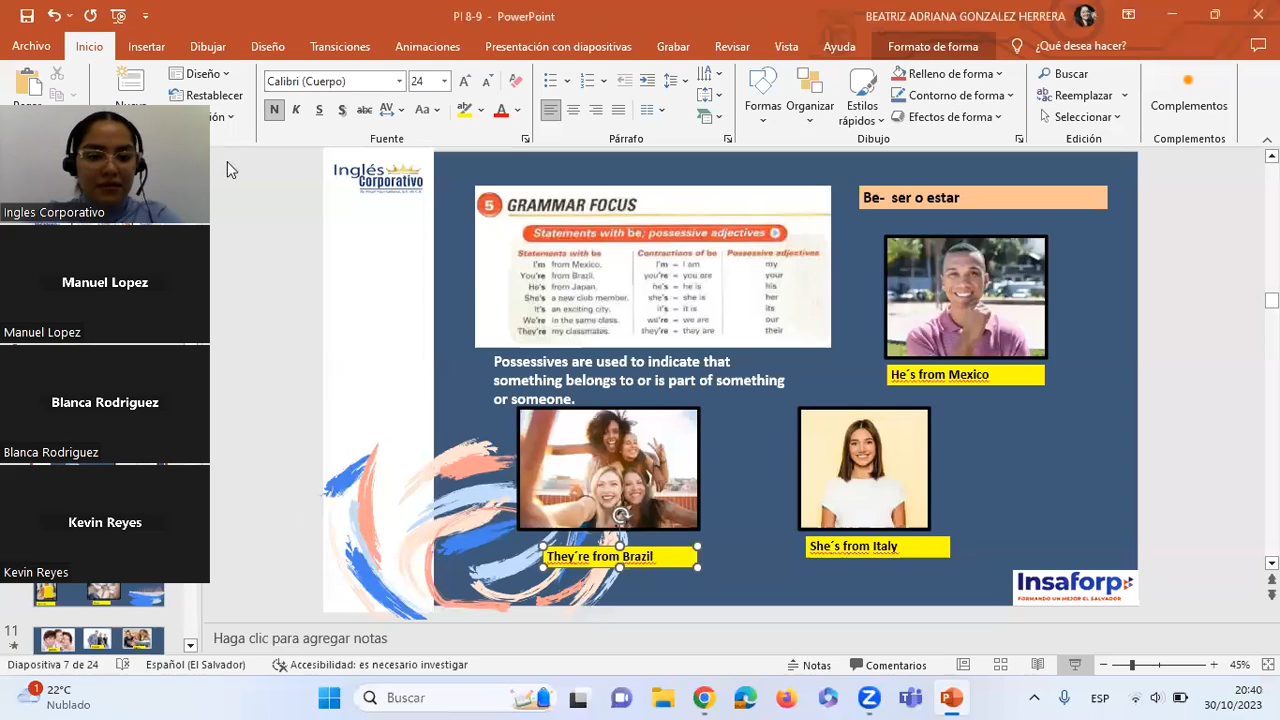 PI 8-9 - PowerPoint
BEATRIZ ADRIANA GONZALEZ HERRERA
Archivo Inicio Insertar Dibujar Diseño Transiciones Animaciones Presentación con diapositivas Grabar Revisar Vista Ayuda Formato de forma ¿Qué desea hacer?
Diseño
Restablecer
Calibri (Cuerpo) 24
N K S S abc AV Aa A
Fuente
Párrafo
Formas Organizar Estilos rápidos
Relleno de forma
Contorno de forma
Efectos de forma
Dibujo
Buscar
Reemplazar
Seleccionar
Edición
Complementos
Complementos
Ingles Corporativo
Manuel Lopez
Manuel Lopez
Blanca Rodriguez
Blanca Rodriguez
Kevin Reyes
Kevin Reyes
11
Inglés
Corporativo
5 GRAMMAR FOCUS
Statements with be; possessive adjectives
Statements with be Contractions of be Possessive adjectives
I'm from Mexico. I'm = I am my
You're from Brazil. you're = you are your
He's from Japan. he's = he is his
She's a new club member. she's = she is her
It's an exciting city. it's = it is its
We're in the same class. we're = we are our
They're my classmates. they're = they are their
Possessives are used to indicate that
something belongs to or is part of something
or someone.
Be- ser o estar
He´s from Mexico
They´re from Brazil
She´s from Italy
Insaforp
FORMANDO UN MEJOR EL SALVADOR
Haga clic para agregar notas
Diapositiva 7 de 24 Español (El Salvador) Accesibilidad: es necesario investigar Notas Comentarios 45%
1
22°C
Nublado
Buscar
ESP
20:40
30/10/2023